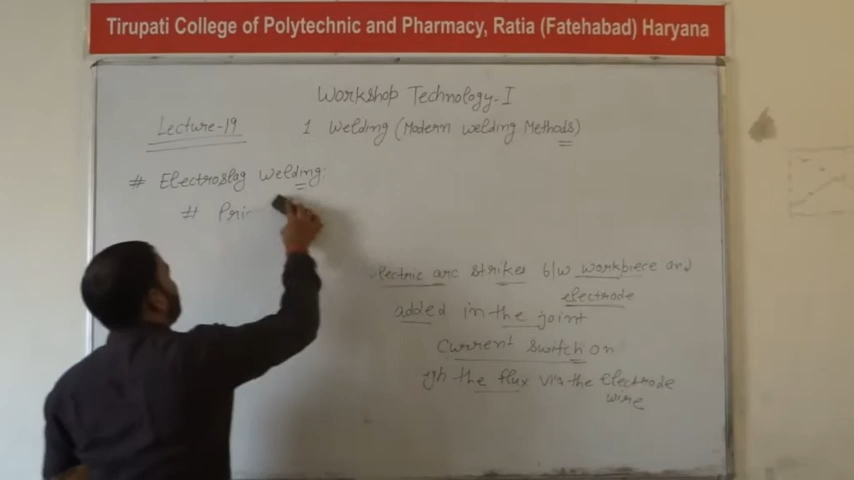 Tirupati College of Polytechnic and Pharmacy, Ratia (Fatehabad) Haryana
Workshop Technology-I
Lecture-19 1 Welding (Modern welding Methods)
# Electroslag Welding:
# Pri
electric arc strikes b/w workpiece and
electrode
added in the joint
Current switch on
the flux via the Electrode
wire